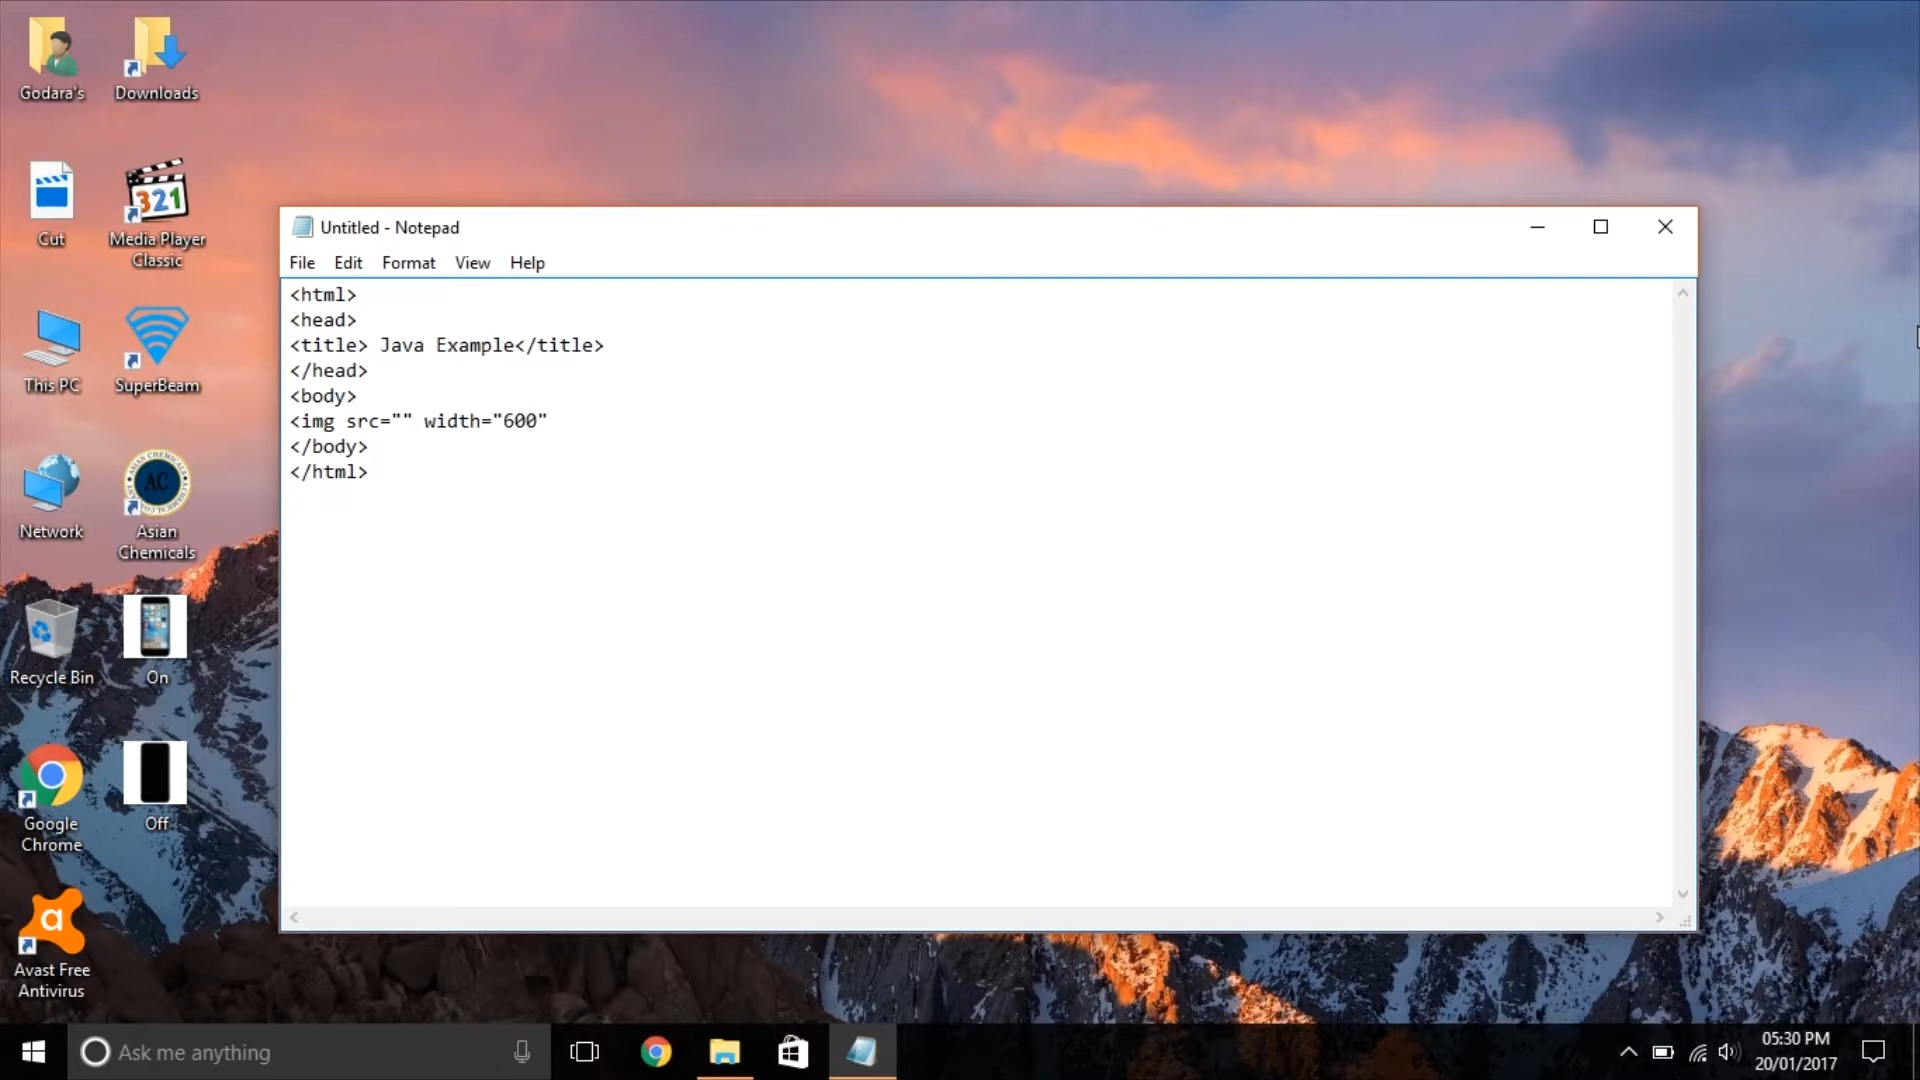 Godara's
Downloads
Cut
321
Media Player
Classic
This PC
SuperBeam
Network
AC
Asian
Chemicals
Recycle Bin
On
Google
Chrome
Off
a
Avast Free
Antivirus
Untitled - Notepad
File Edit Format View Help
<html>
<head>
<title> Java Example</title>
</head>
<body>
<img src="" width="600"
</body>
</html>
Ask me anything
05:30 PM
20/01/2017